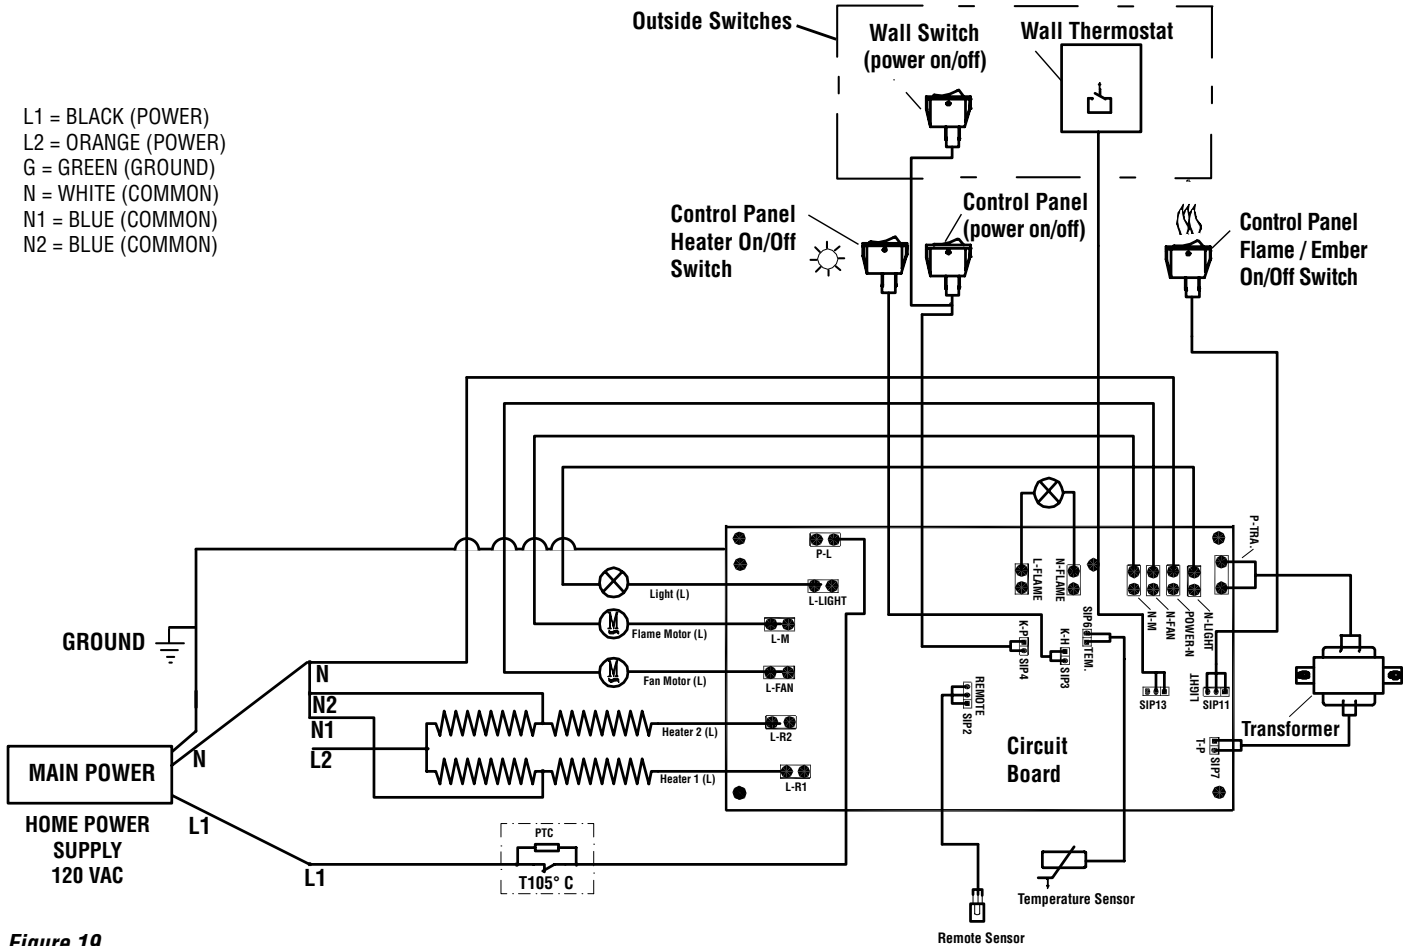 Outside Switches
Wall Switch
(power on/off)
Wall Thermostat
L1 = BLACK (POWER)
L2 = ORANGE (POWER)
G = GREEN (GROUND)
N = WHITE (COMMON)
N1 = BLUE (COMMON)
N2 = BLUE (COMMON)
Control Panel
Heater On/Off
Switch
Control Panel
(power on/off)
Control Panel
Flame / Ember
On/Off Switch
P-L
L-LIGHT
L-M
L-FAN
L-R2
L-R1
L-FLAME
N-FLAME
P-TRA.
N-M
N-FAN
POWER-N
N-LIGHT
K-P
SIP4
K-H
SIP3
SIP6
TEM.
SIP13
LIGHT
SIP11
REMOTE
SIP2
T-P
SIP7
Circuit
Board
Transformer
Light (L)
Flame Motor (L)
Fan Motor (L)
Heater 2 (L)
Heater 1 (L)
GROUND
N
N2
N1
L2
MAIN POWER
N
HOME POWER
SUPPLY
120 VAC
L1
L1
PTC
T105° C
M
M
Temperature Sensor
Remote Sensor
Figure 19